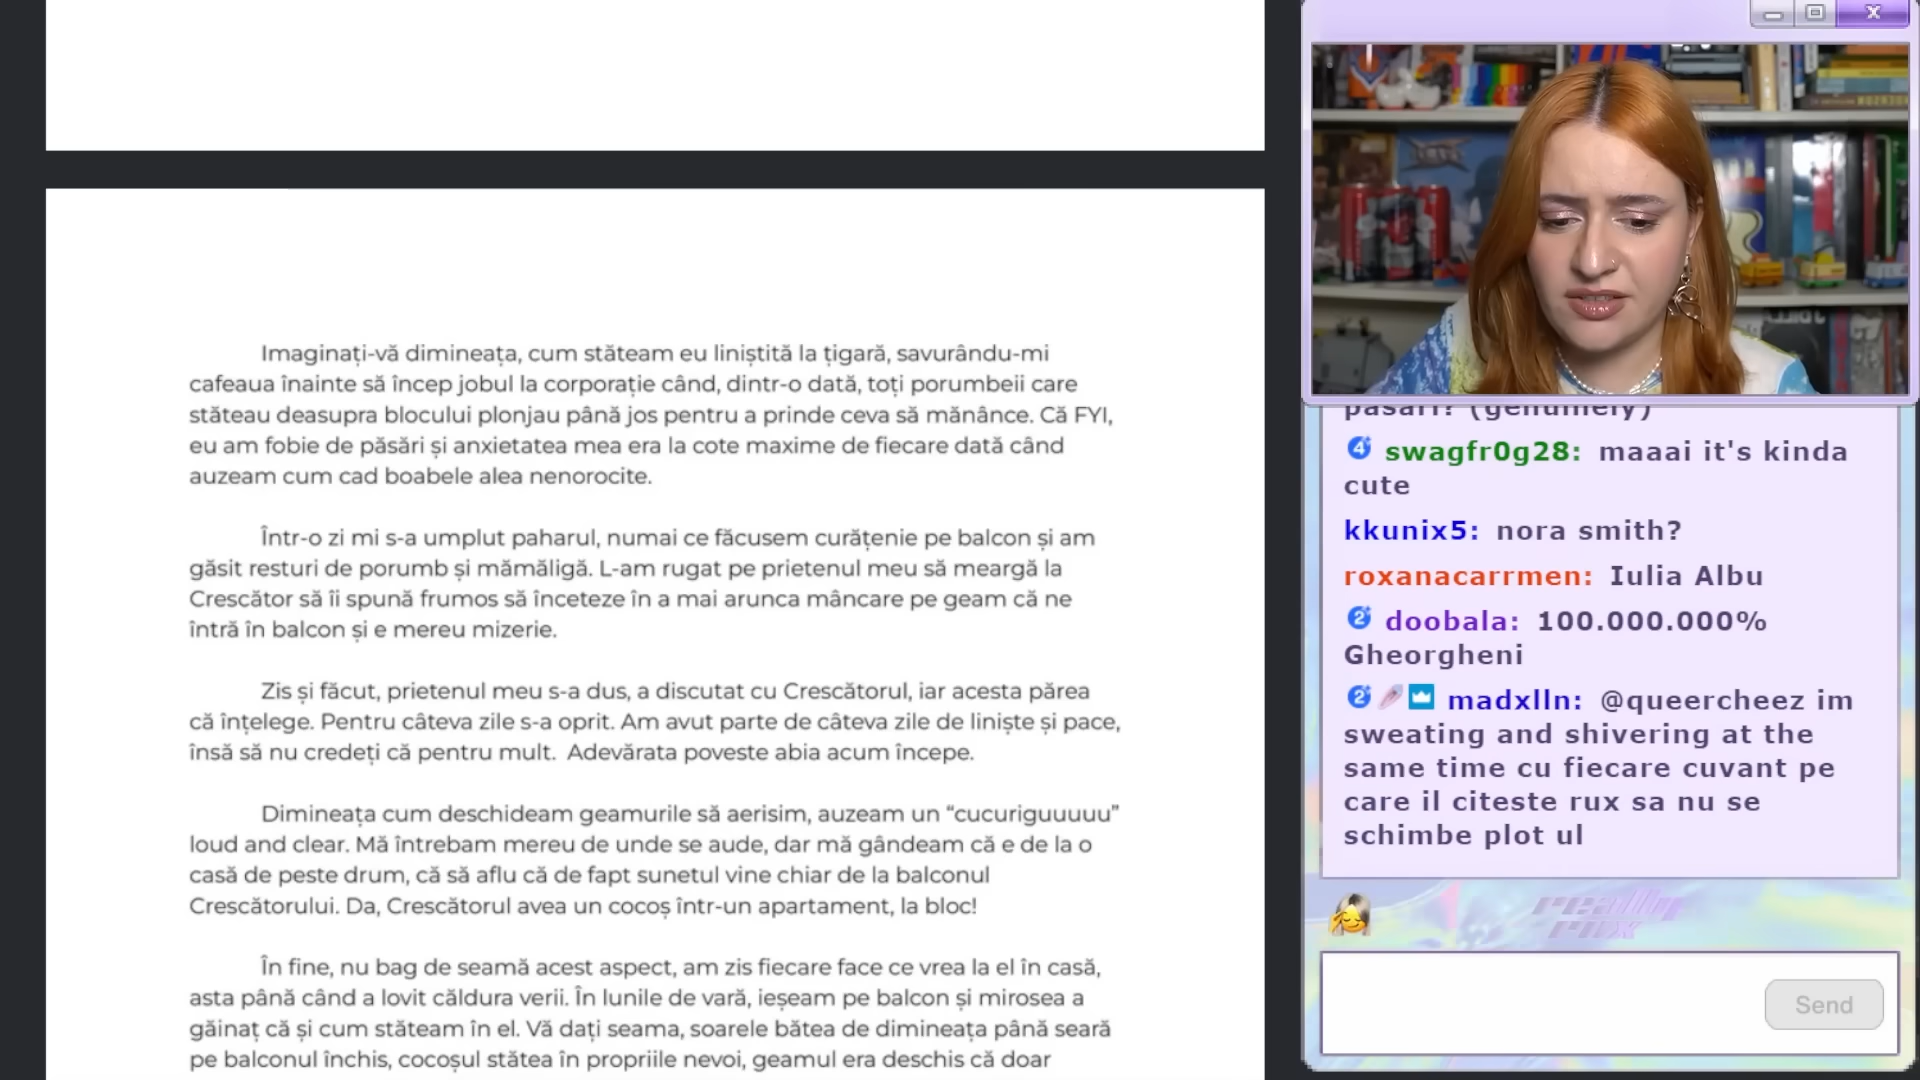 Imaginați-vă dimineața, cum stăteam eu liniștită la țigară, savurându-mi
cafeaua înainte să încep jobul la corporație când, dintr-o dată, toți porumbeii care
stăteau deasupra blocului plonjau până jos pentru a prinde ceva să mănânce. Că FYI,
eu am fobie de păsări și anxietatea mea era la cote maxime de fiecare dată când
auzeam cum cad boabele alea nenorocite.
Într-o zi mi s-a umplut paharul, numai ce făcusem curățenie pe balcon și am
găsit resturi de porumb și mămăligă. L-am rugat pe prietenul meu să meargă la
Crescător să îi spună frumos să înceteze în a mai arunca mâncare pe geam că ne
întră în balcon și e mereu mizerie.
Zis și făcut, prietenul meu s-a dus, a discutat cu Crescătorul, iar acesta părea
că înțelege. Pentru câteva zile s-a oprit. Am avut parte de câteva zile de liniște și pace,
însă să nu credeți că pentru mult. Adevărata poveste abia acum începe.
Dimineața cum deschideam geamurile să aerisim, auzeam un “cucuriguuuuu”
loud and clear. Mă întrebam mereu de unde se aude, dar mă gândeam că e de la o
casă de peste drum, că să aflu că de fapt sunetul vine chiar de la balconul
Crescătorului. Da, Crescătorul avea un cocoș într-un apartament, la bloc!
În fine, nu bag de seamă acest aspect, am zis fiecare face ce vrea la el în casă,
asta până când a lovit căldura verii. În lunile de vară, ieșeam pe balcon și mirosea a
găinaț că și cum stăteam în el. Vă dați seama, soarele bătea de dimineața până seară
pe balconul închis, cocoșul stătea în propriile nevoi, geamul era deschis că doar
pasari? (genuinely)
4 swagfr0g28: maaai it's kinda
cute
kkunix5: nora smith?
roxanacarrmen: Iulia Albu
2 doobala: 100.000.000%
Gheorgheni
2 madxlln: @queercheez im
sweating and shivering at the
same time cu fiecare cuvant pe
care il citeste rux sa nu se
schimbe plot ul
really
rux
Send